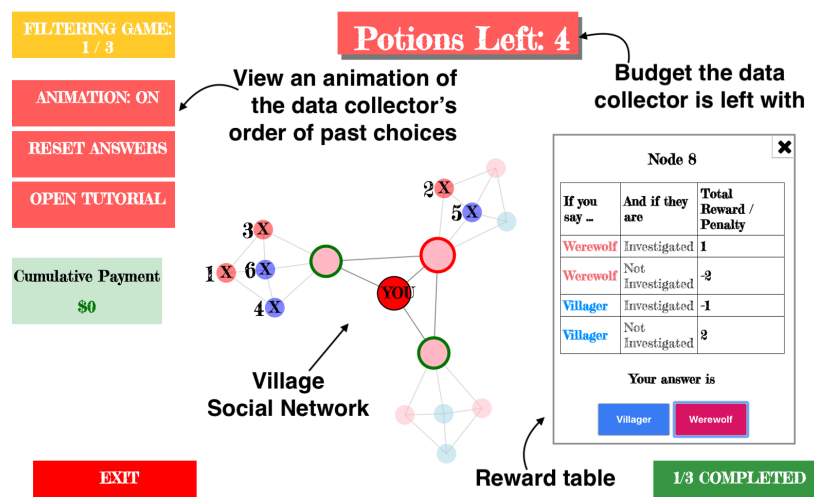 FILTERING GAME:
1 / 3
Potions Left: 4
ANIMATION: ON
View an animation of
the data collector's
order of past choices
Budget the data
collector is left with
RESET ANSWERS
OPEN TUTORIAL
Cumulative Payment
$0
2 X
5 X
3 X
1 X
6 X
4 X
YOU
Village
Social Network
Node 8
If you say ... | And if they are | Total Reward / Penalty
Werewolf | Investigated | 1
Werewolf | Not Investigated | -2
Villager | Investigated | -1
Villager | Not Investigated | 2
Your answer is
Villager Werewolf
Reward table
EXIT
1/3 COMPLETED